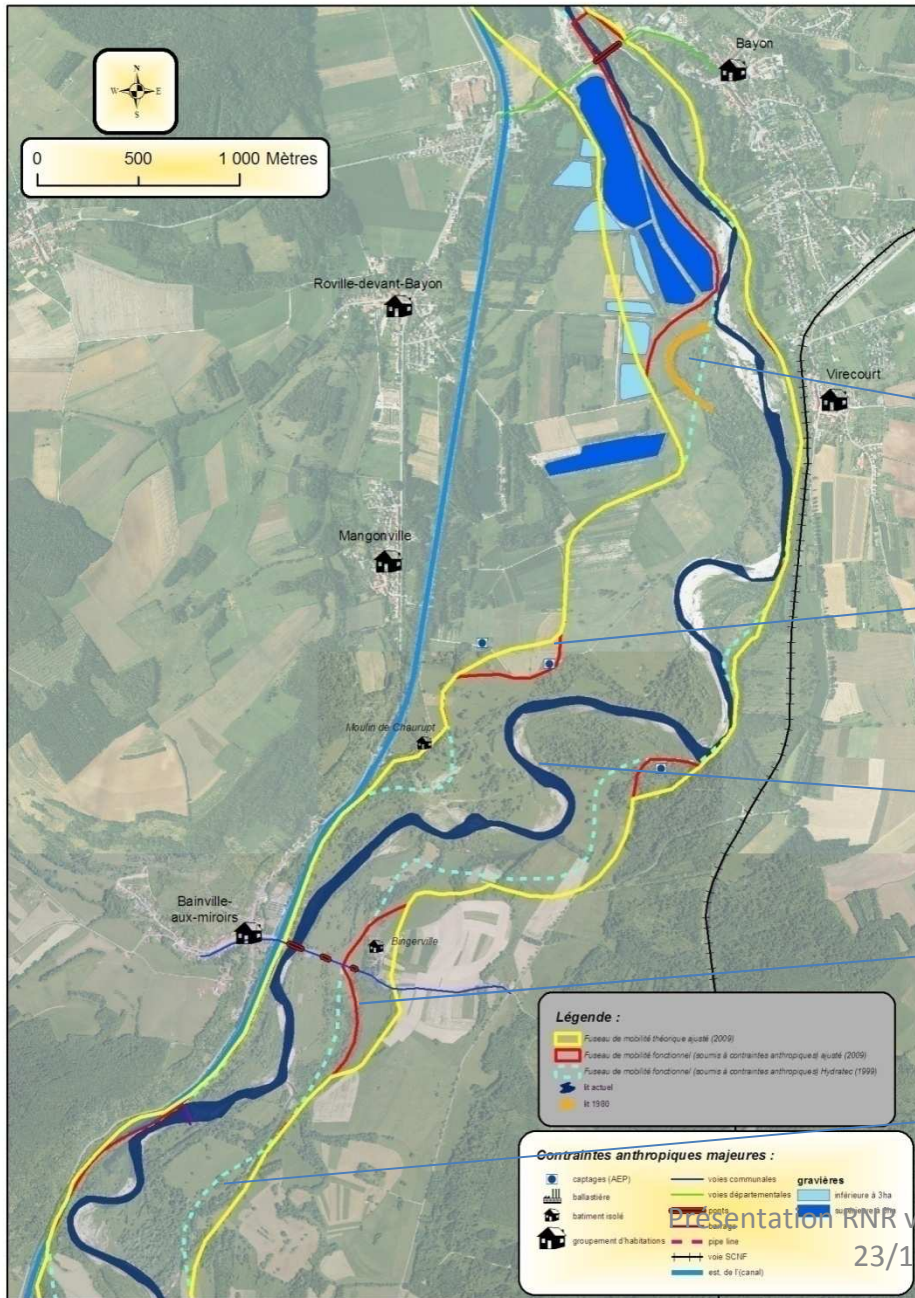 N
W E
S
0 500 1 000 Mètres
Bayon
Roville-devant-Bayon
Virecourt
Mangonville
Moulin de Chaurupt
Bainville-
aux-miroirs
Bingerville
Légende :
Fuseau de mobilité théorique ajusté (2009)
Fuseau de mobilité fonctionnel (soumis à contraintes anthropiques) ajusté (2009)
Fuseau de mobilité fonctionnel (soumis à contraintes anthropiques) Hydratec (1999)
lit actuel
lit 1980
Contraintes anthropiques majeures :
captages (AEP)
ballastière
batiment isolé
groupement d'habitations
voies communales
voies départementales
ponts
barrage
pipe line
voie SCNF
est. de l'(canal)
gravières
inférieure à 3ha
Présentation RNR v
23/1